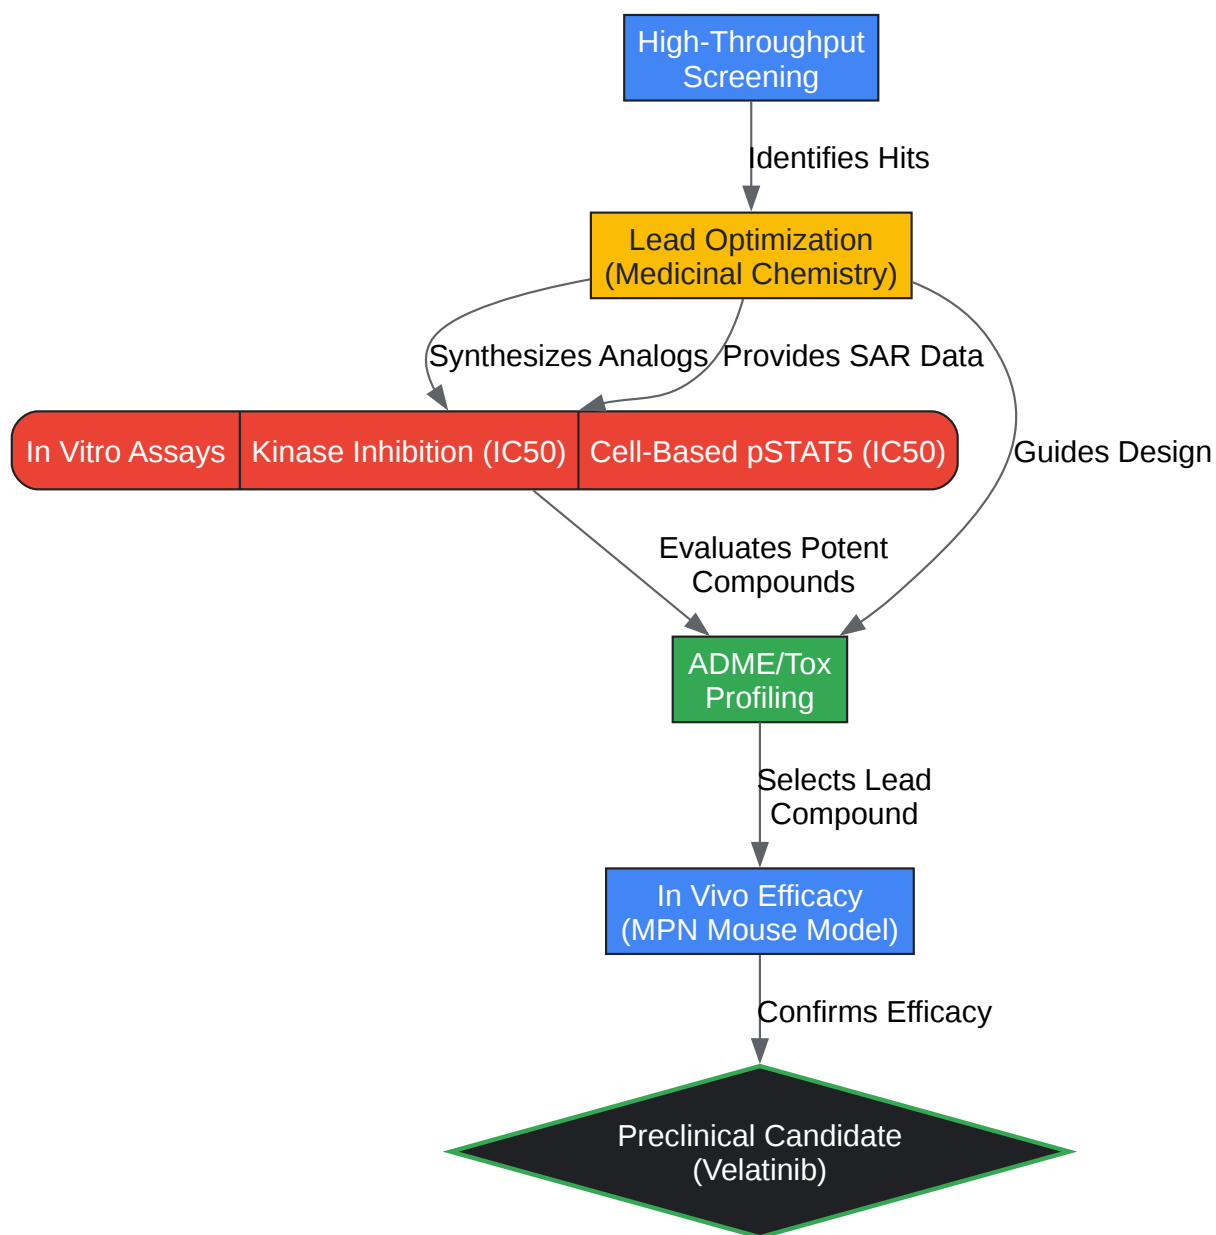 High-Throughput
Screening
Identifies Hits
Lead Optimization
(Medicinal Chemistry)
Synthesizes Analogs
Provides SAR Data
In Vitro Assays
Kinase Inhibition (IC50)
Cell-Based pSTAT5 (IC50)
Guides Design
Evaluates Potent
Compounds
ADME/Tox
Profiling
Selects Lead
Compound
In Vivo Efficacy
(MPN Mouse Model)
Confirms Efficacy
Preclinical Candidate
(Velatinib)